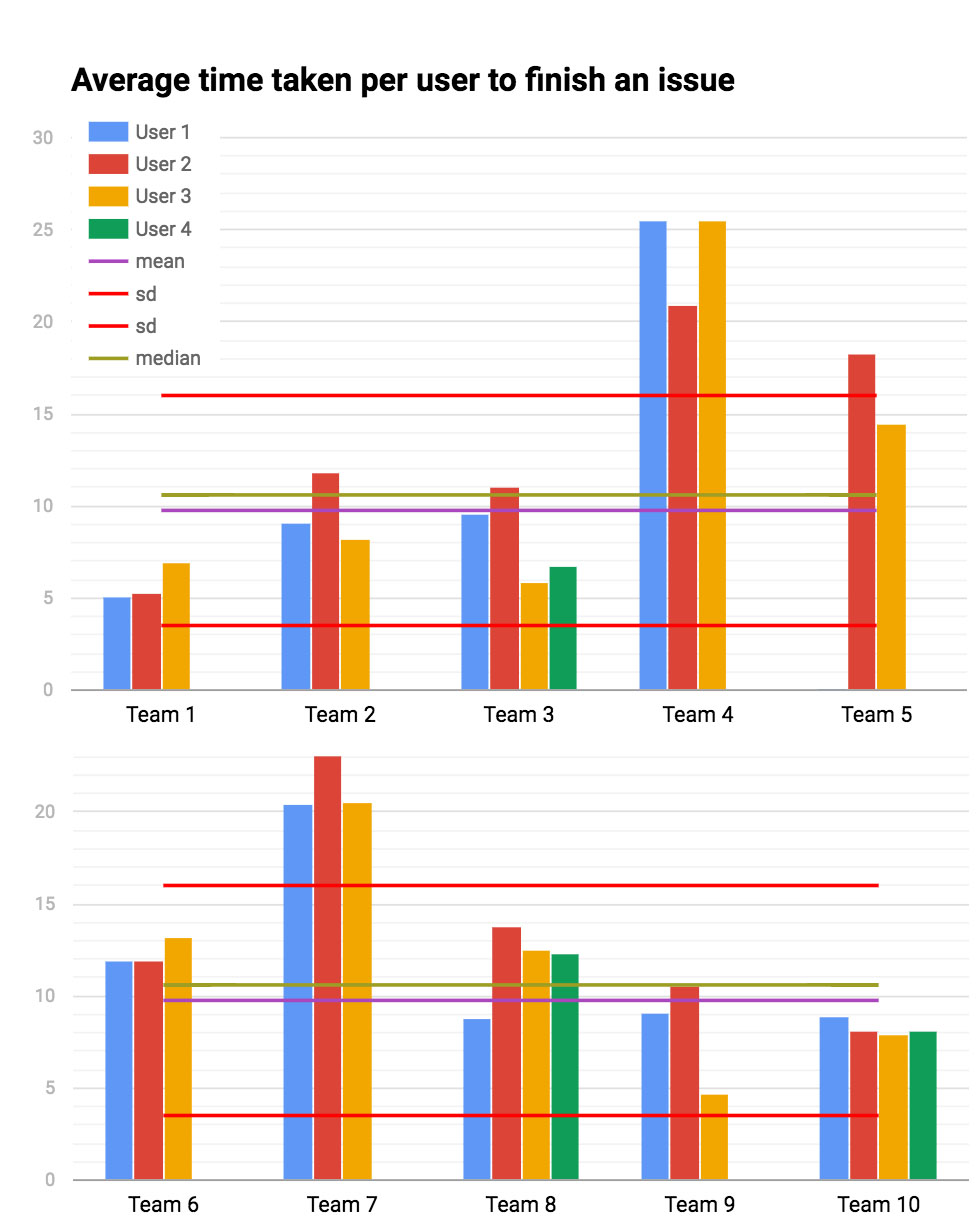 Average time taken per user to finish an issue
30
25
20
15
10
5
0
User 1
User 2
User 3
User 4
mean
sd
sd
median
Team 1 Team 2 Team 3 Team 4 Team 5
20
15
10
5
0
Team 6 Team 7 Team 8 Team 9 Team 10